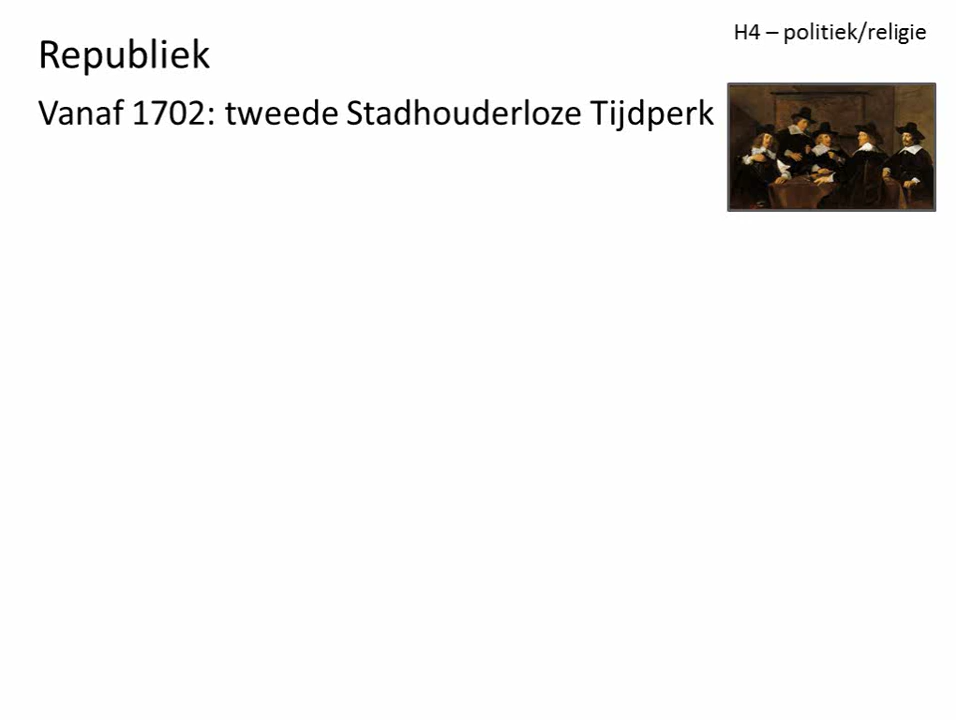 H4 – politiek/religie
Republiek
Vanaf 1702: tweede Stadhouderloze Tijdperk